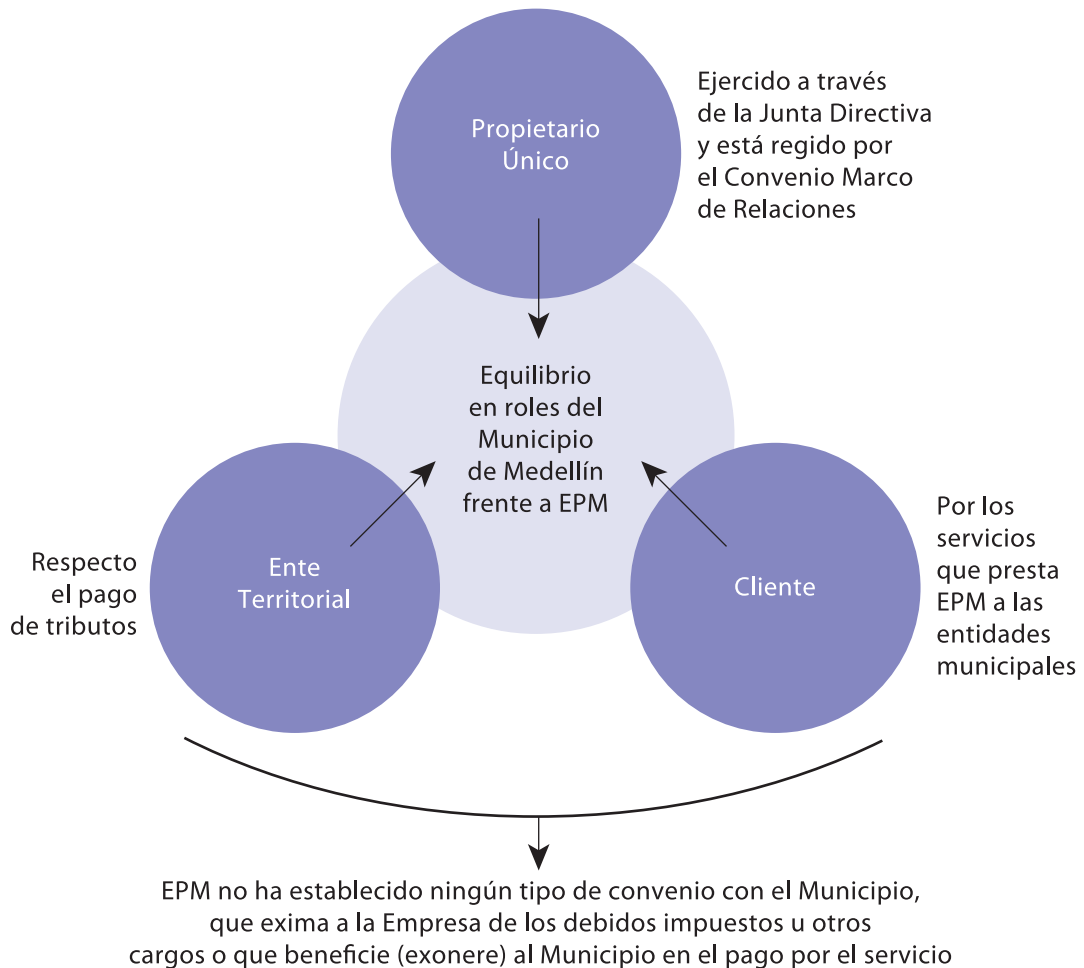 Propietario
Único
Ejercido a través
de la Junta Directiva
y está regido por
el Convenio Marco
de Relaciones
Equilibrio
en roles del
Municipio
de Medellín
frente a EPM
Respecto
el pago
de tributos
Ente
Territorial
Cliente
Por los
servicios
que presta
EPM a las
entidades
municipales
EPM no ha establecido ningún tipo de convenio con el Municipio,
que exima a la Empresa de los debidos impuestos u otros
cargos o que beneficie (exonere) al Municipio en el pago por el servicio